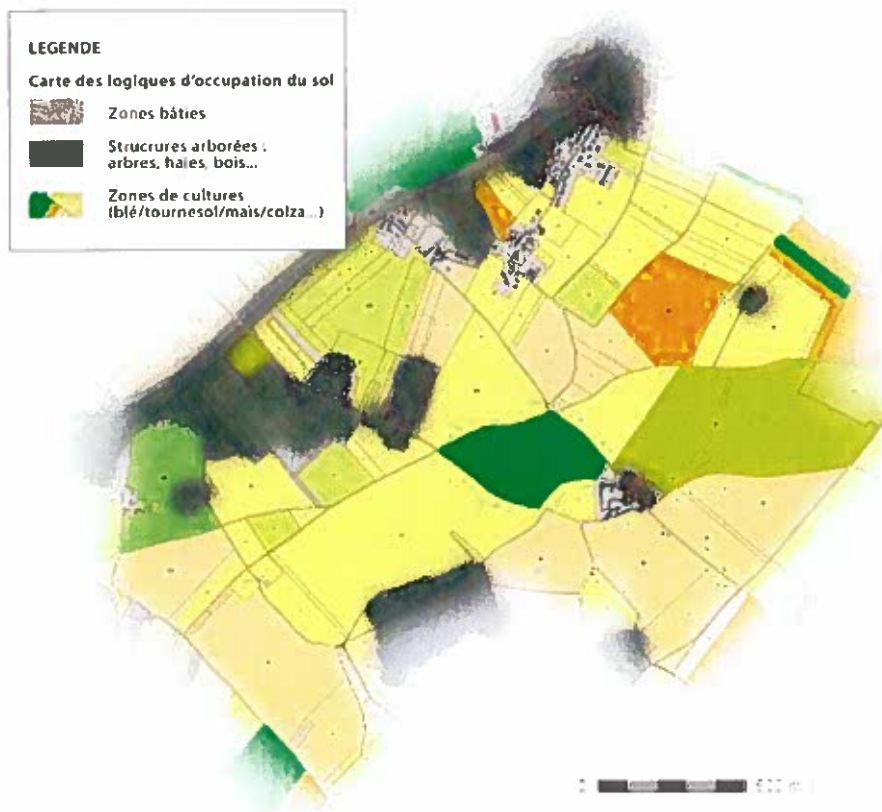 LEGENDE
Carte des logiques d'occupation du sol
Zones bâties
Strucrures arborées :
arbres, haies, bois...
Zones de cultures
(blé/tournesol/maïs/colza...)
0